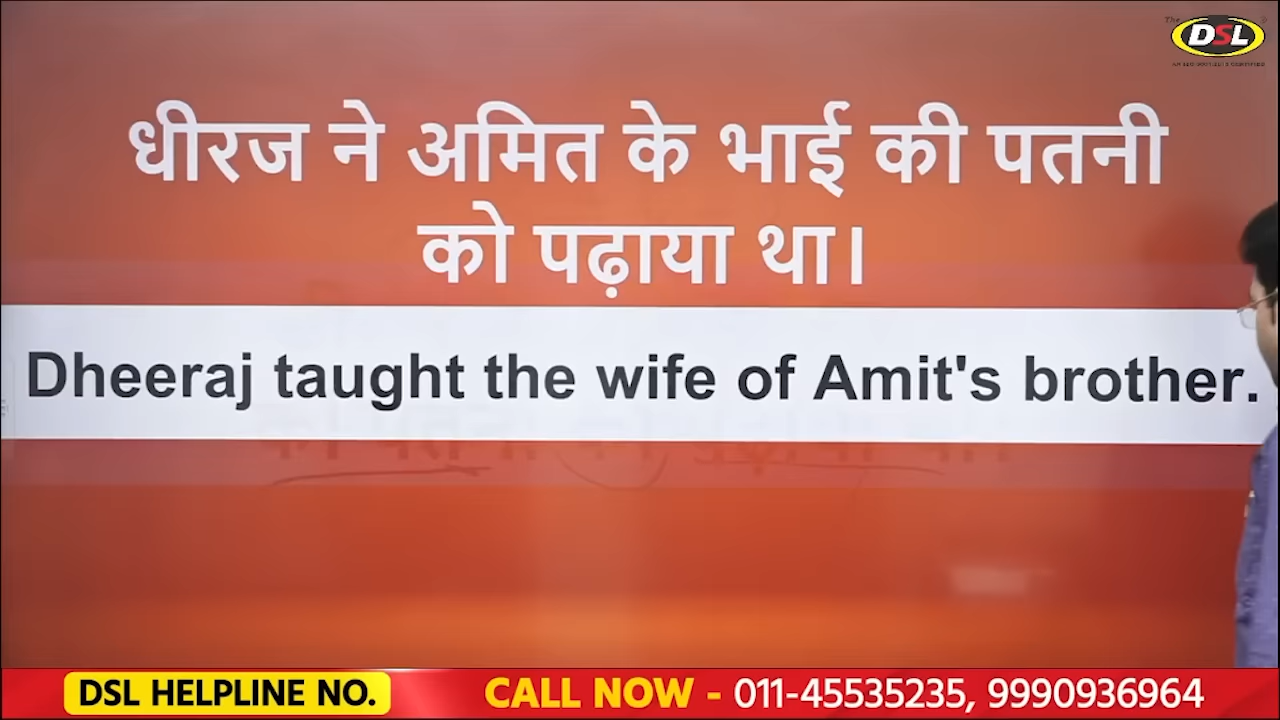 DSL
धीरज ने अमित के भाई की पतनी
को पढ़ाया था।
Dheeraj taught the wife of Amit's brother.
DSL HELPLINE NO.
CALL NOW - 011-45535235, 9990936964